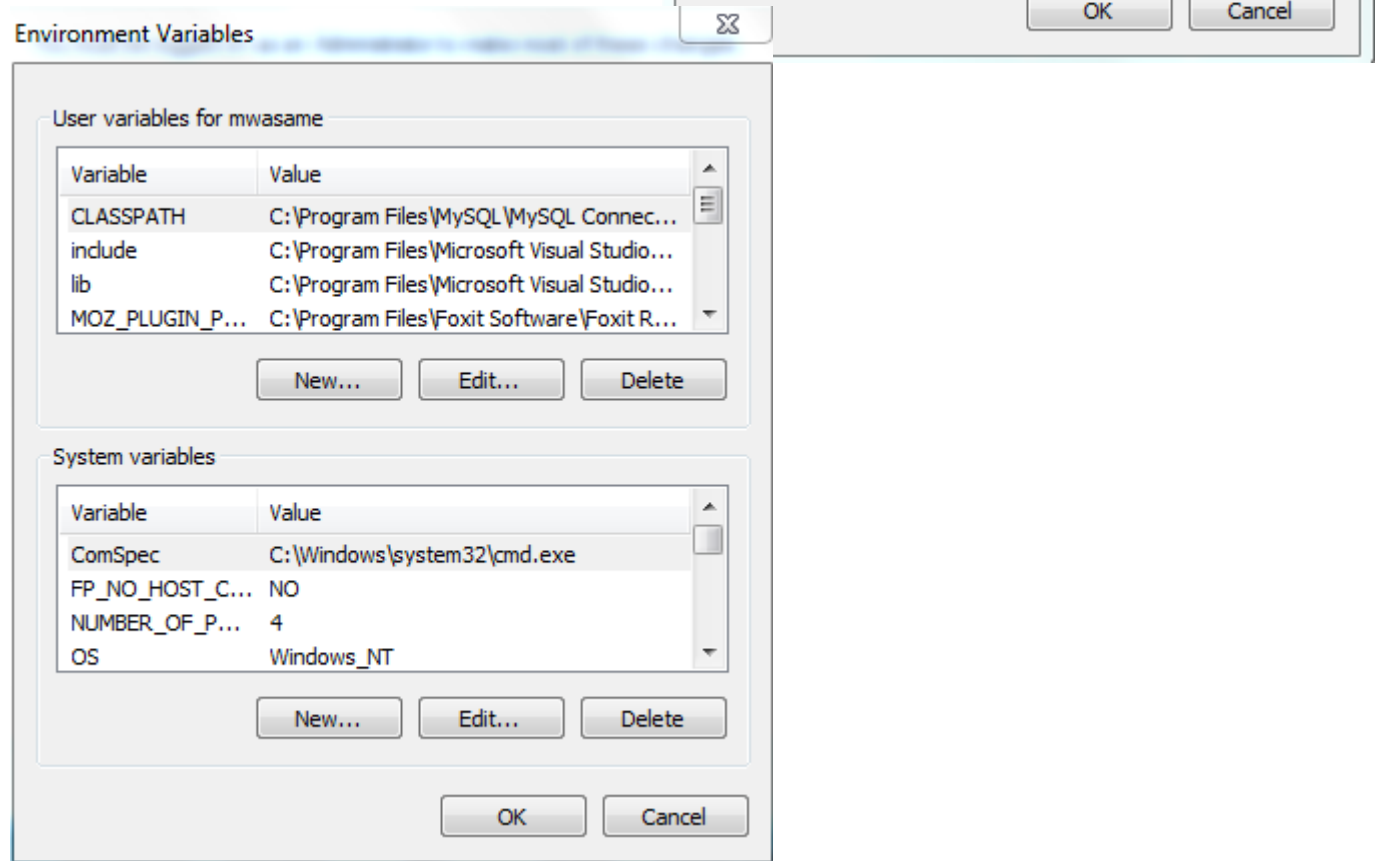 OK Cancel
Environment Variables
User variables for mwasame
Variable Value
CLASSPATH C:\Program Files\MySQL\MySQL Connec...
include C:\Program Files\Microsoft Visual Studio...
lib C:\Program Files\Microsoft Visual Studio...
MOZ_PLUGIN_P... C:\Program Files\Foxit Software\Foxit R...
New... Edit... Delete
System variables
Variable Value
ComSpec C:\Windows\system32\cmd.exe
FP_NO_HOST_C... NO
NUMBER_OF_P... 4
OS Windows_NT
New... Edit... Delete
OK Cancel